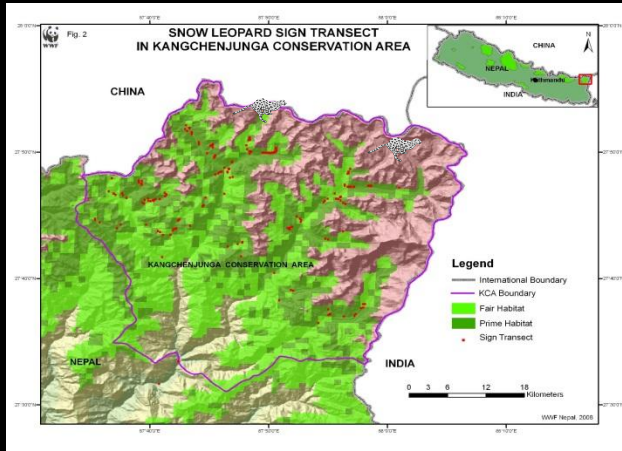 WWF
Fig. 2
SNOW LEOPARD SIGN TRANSECT
IN KANGCHENJUNGA CONSERVATION AREA
CHINA
N
NEPAL
Kathmandu
INDIA
CHINA
KANGCHENJUNGA CONSERVATION AREA
NEPAL
INDIA
Legend
International Boundary
KCA Boundary
Fair Habitat
Prime Habitat
Sign Transect
0 3 6 12 18
Kilometers
WWF Nepal, 2008